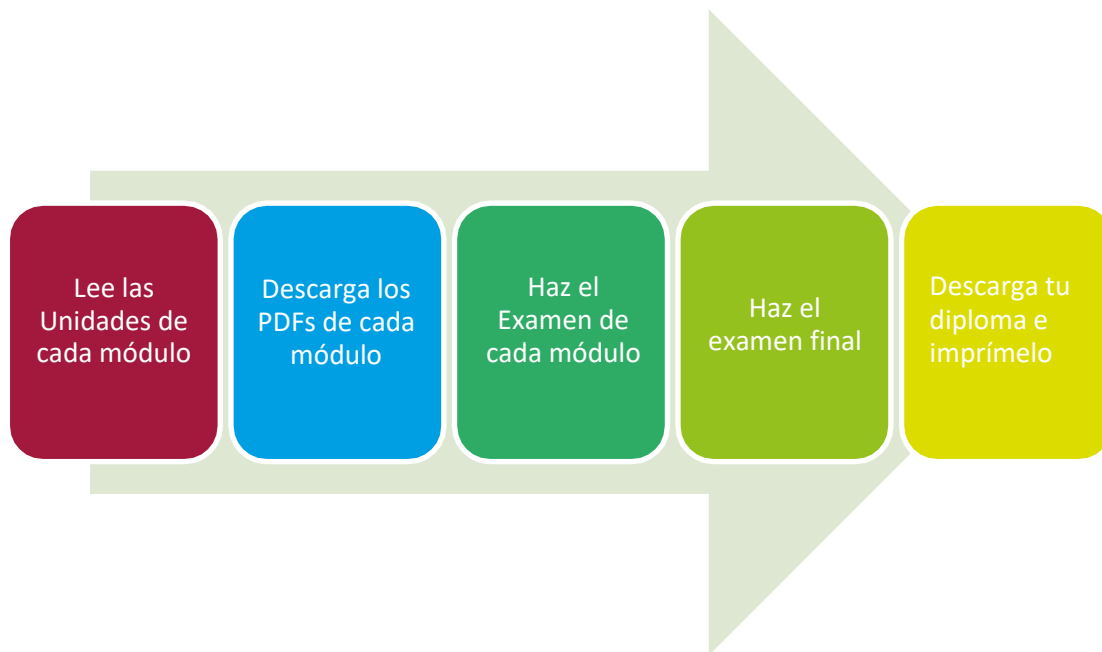 Lee las
Unidades de
cada módulo
Descarga los
PDFs de cada
módulo
Haz el
Examen de
cada módulo
Haz el
examen final
Descarga tu
diploma e
imprímelo